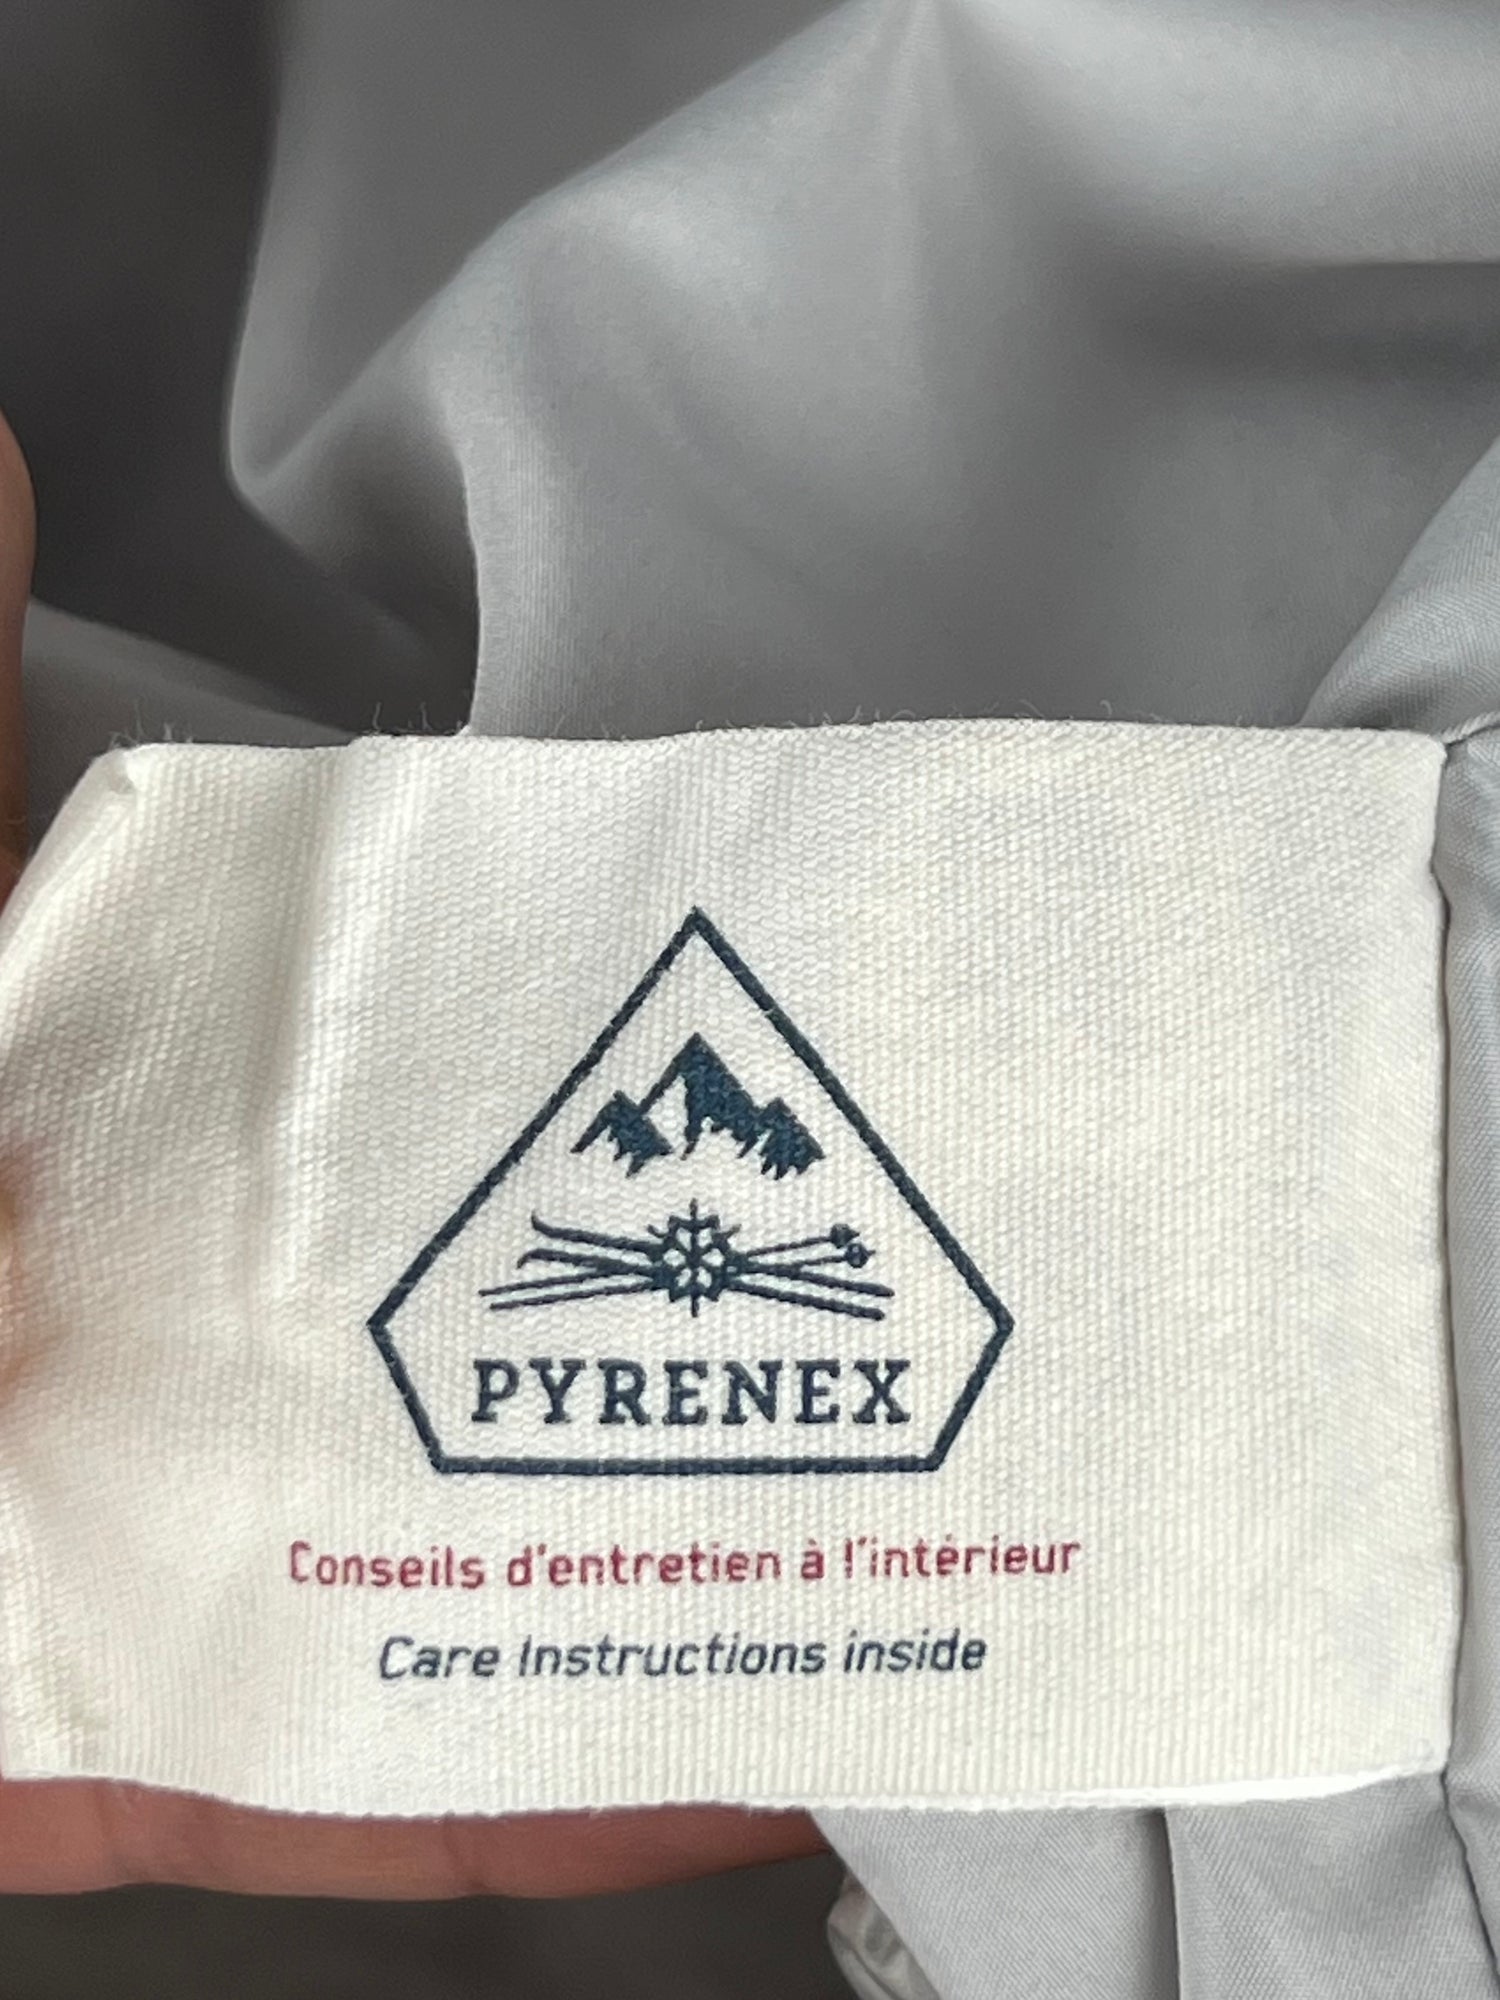 PYRENEX
Conseils d'entretien à l'intérieur
Care Instructions inside